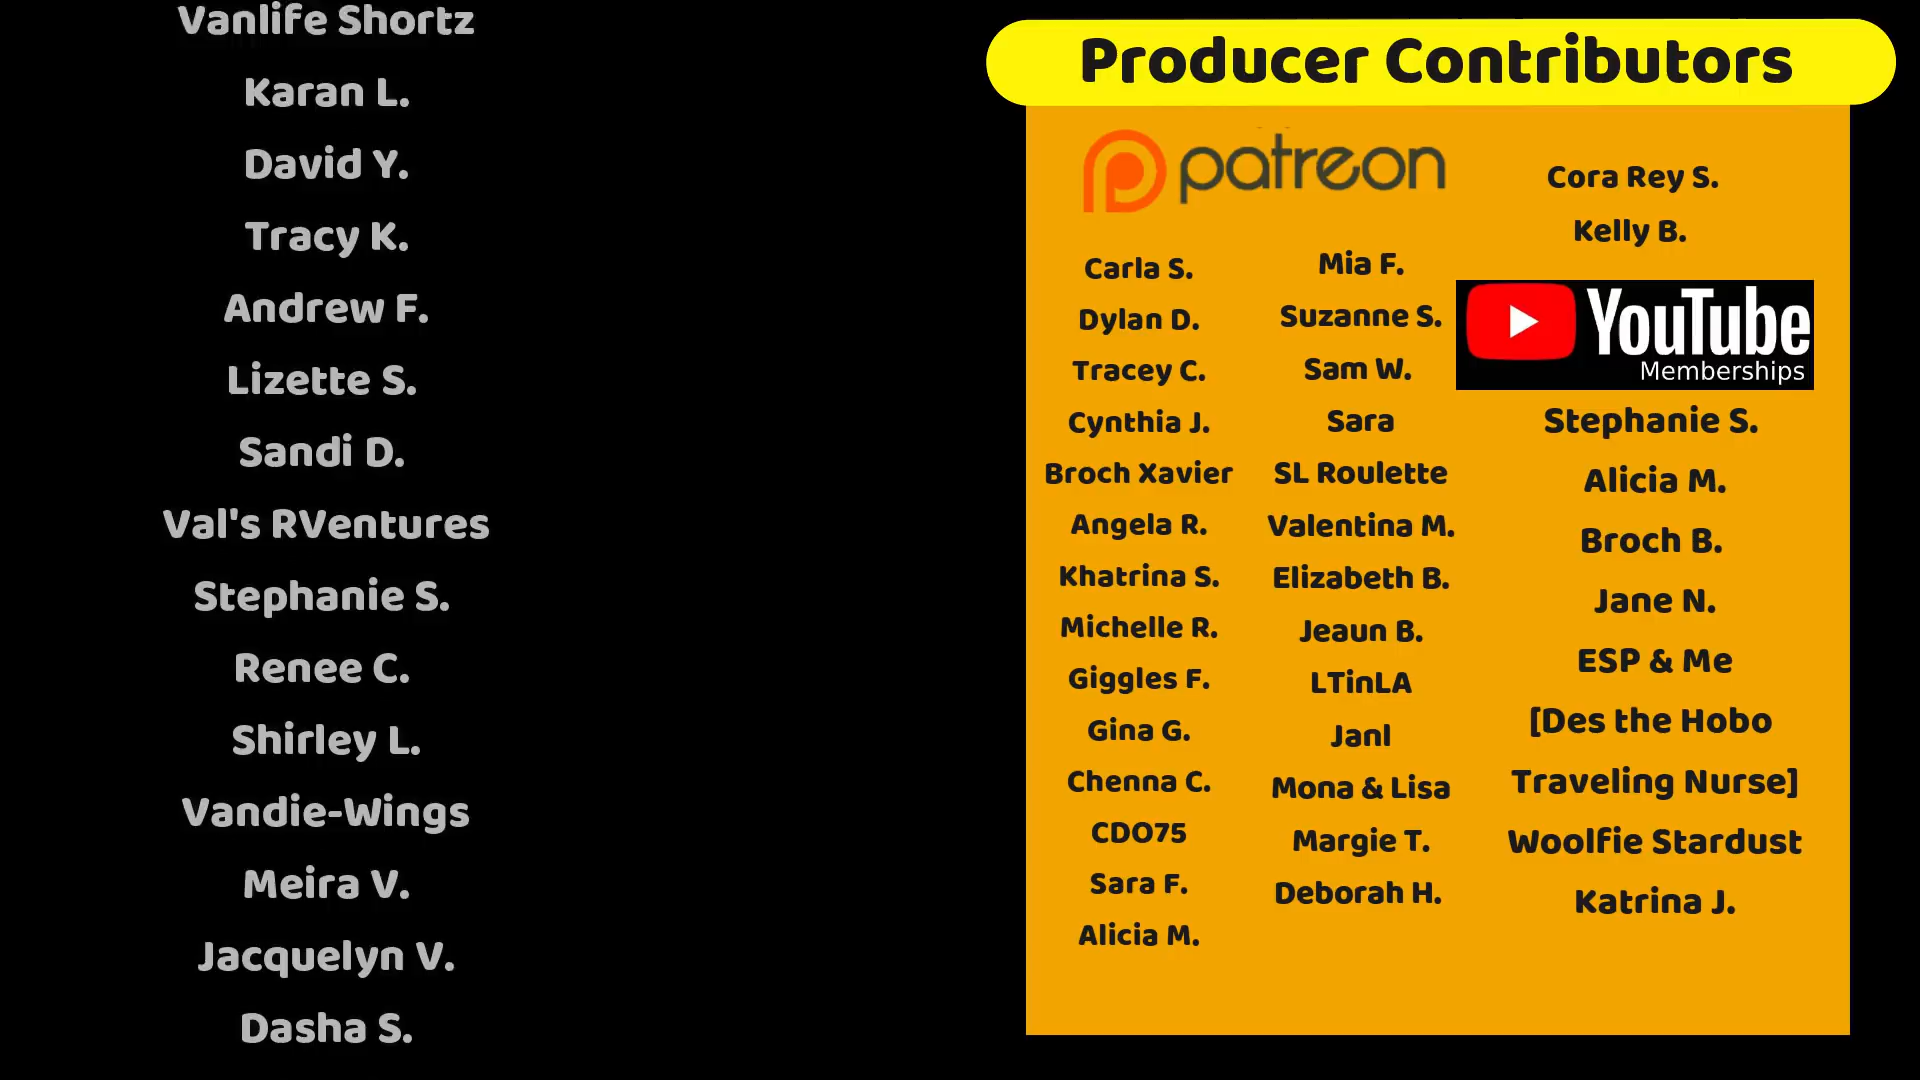 Vanlife Shortz
Karan L.
David Y.
Tracy K.
Andrew F.
Lizette S.
Sandi D.
Val's RVentures
Stephanie S.
Renee C.
Shirley L.
Vandie-Wings
Meira V.
Jacquelyn V.
Dasha S.
Producer Contributors
patreon
Carla S.
Dylan D.
Tracey C.
Cynthia J.
Broch Xavier
Angela R.
Khatrina S.
Michelle R.
Giggles F.
Gina G.
Chenna C.
CDO75
Sara F.
Alicia M.
Mia F.
Suzanne S.
Sam W.
Sara
SL Roulette
Valentina M.
Elizabeth B.
Jeaun B.
LTinLA
Janl
Mona & Lisa
Margie T.
Deborah H.
Cora Rey S.
Kelly B.
YouTube
Memberships
Stephanie S.
Alicia M.
Broch B.
Jane N.
ESP & Me
[Des the Hobo
Traveling Nurse]
Woolfie Stardust
Katrina J.